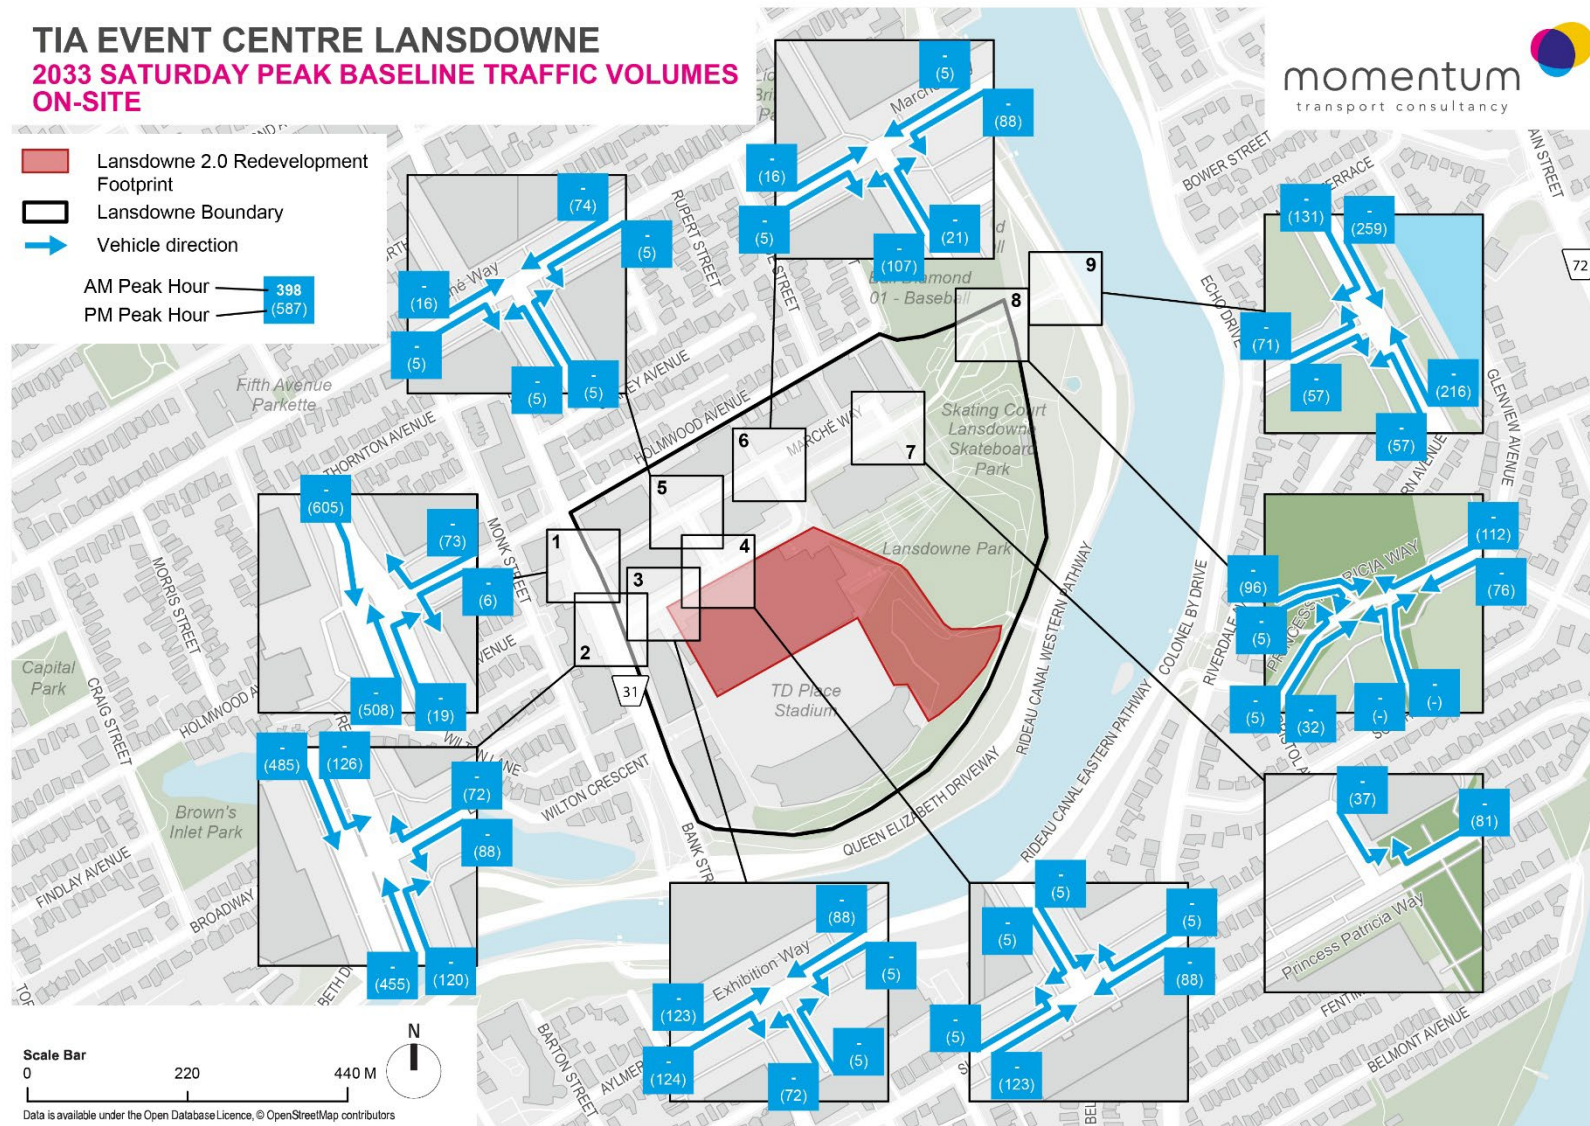 TIA EVENT CENTRE LANSDOWNE
2033 SATURDAY PEAK BASELINE TRAFFIC VOLUMES
ON-SITE
momentum
transport consultancy
Lansdowne 2.0 Redevelopment
Footprint
Lansdowne Boundary
Vehicle direction
AM Peak Hour
PM Peak Hour
398
(587)
-
(74)
-
(5)
-
(16)
-
(5)
-
(5)
-
(5)
-
(5)
-
(88)
-
(16)
-
(5)
-
(107)
-
(21)
-
(131)
-
(259)
-
(71)
-
(57)
-
(216)
-
(57)
-
(605)
-
(73)
-
(6)
-
(508)
-
(19)
-
(485)
-
(126)
-
(72)
-
(88)
-
(455)
-
(120)
-
(112)
-
(76)
-
(96)
-
(5)
-
(5)
-
(32)
-
(-)
-
(-)
-
(37)
-
(81)
-
(88)
-
(5)
-
(123)
-
(124)
-
(72)
-
(5)
-
(5)
-
(5)
-
(5)
-
(88)
-
(5)
-
(123)
1
2
3
4
5
6
7
8
9
31
72
RUPERT STREET
BOWER STREET
ECHO DRIVE
GLENVIEW AVENUE
Fifth Avenue
Parkette
THORNTON AVENUE
HOLMWOOD AVENUE
MARCHÉ WAY
01 - Baseball
Skating Court
Lansdowne
Skateboard
Park
Lansdowne Park
MONK STREET
MORRIS STREET
CRAIG STREET
Capital
Park
Brown's
Inlet Park
FINDLAY AVENUE
BROADWAY
WILTON CRESCENT
TD Place
Stadium
QUEEN ELIZABETH DRIVEWAY
RIDEAU CANAL WESTERN PATHWAY
RIDEAU CANAL EASTERN PATHWAY
COLONEL BY DRIVE
Exhibition Way
Princess Patricia Way
BARTON STREET
BELMONT AVENUE
N
Scale Bar
0
220
440 M
Data is available under the Open Database Licence, © OpenStreetMap contributors